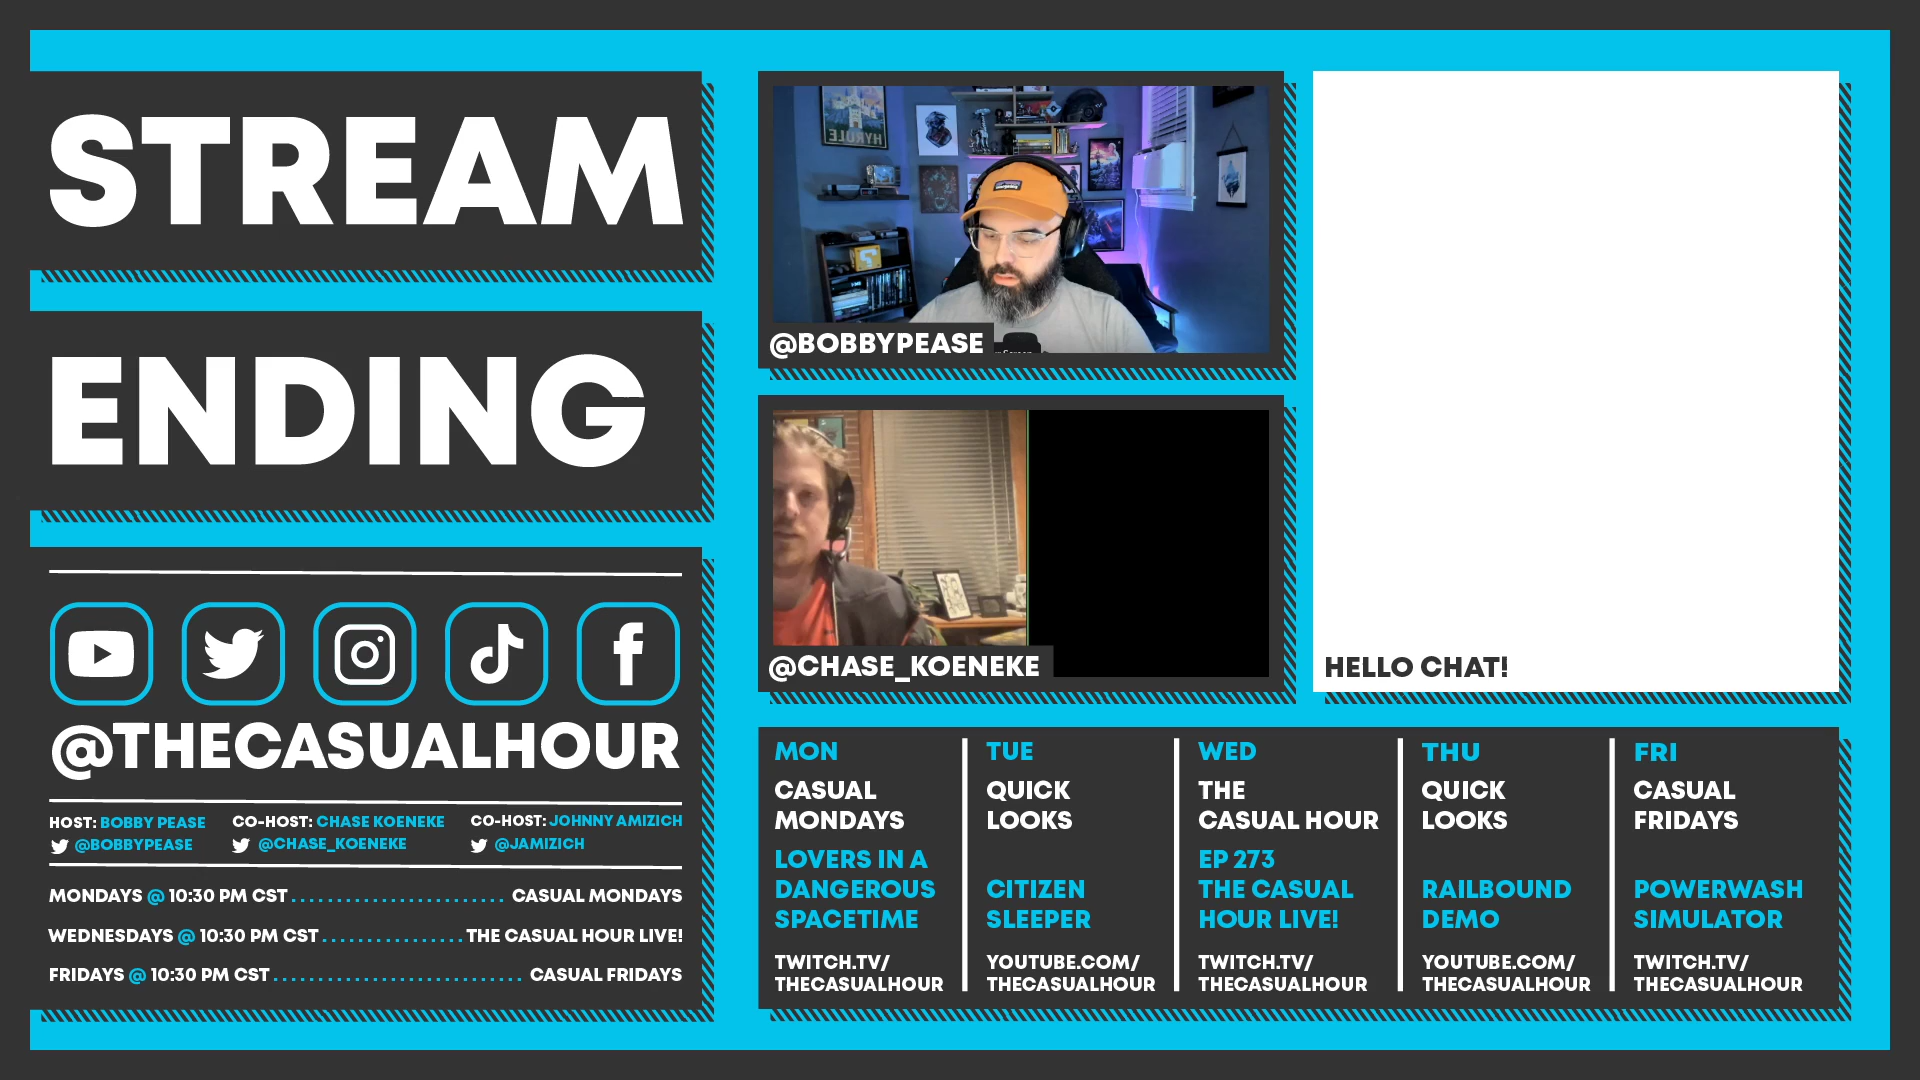 STREAM
ENDING
@THECASUALHOUR
HOST: BOBBY PEASE
@BOBBYPEASE
CO-HOST: CHASE KOENEKE
@CHASE_KOENEKE
CO-HOST: JOHNNY AMIZICH
@JAMIZICH
MONDAYS @ 10:30 PM CST........................ CASUAL MONDAYS
WEDNESDAYS @ 10:30 PM CST................THE CASUAL HOUR LIVE!
FRIDAYS @ 10:30 PM CST............................ CASUAL FRIDAYS
HYRULE
@BOBBYPEASE
@CHASE_KOENEKE
HELLO CHAT!
MON
CASUAL
MONDAYS
LOVERS IN A
DANGEROUS
SPACETIME
TWITCH.TV/
THECASUALHOUR
TUE
QUICK
LOOKS
CITIZEN
SLEEPER
YOUTUBE.COM/
THECASUALHOUR
WED
THE
CASUAL HOUR
EP 273
THE CASUAL
HOUR LIVE!
TWITCH.TV/
THECASUALHOUR
THU
QUICK
LOOKS
RAILBOUND
DEMO
YOUTUBE.COM/
THECASUALHOUR
FRI
CASUAL
FRIDAYS
POWERWASH
SIMULATOR
TWITCH.TV/
THECASUALHOUR